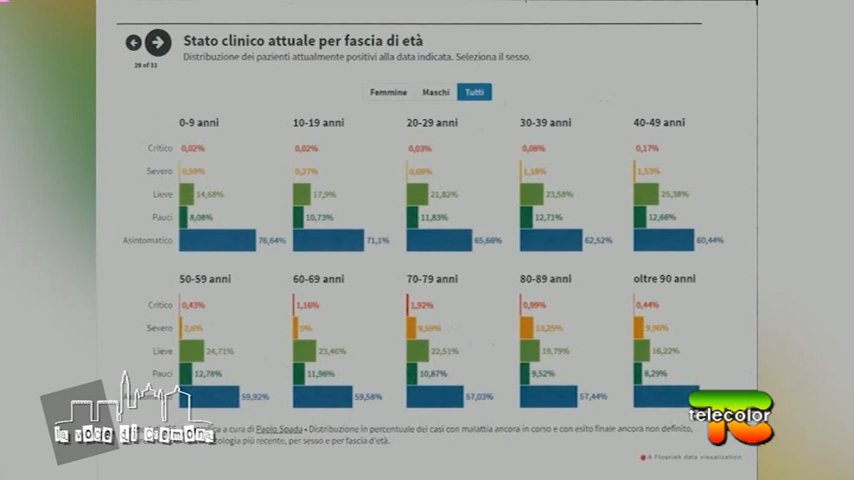 Stato clinico attuale per fascia di età
Distribuzione dei pazienti attualmente positivi alla data indicata. Seleziona il sesso.
Femmine Maschi Tutti
0-9 anni 10-19 anni 20-29 anni 30-39 anni 40-49 anni
Critico 0,02% 0,02% 0,03% 0,08% 0,17%
Severo 0,59% 0,27% 0,68% 1,18% 1,53%
Lieve 14,68% 17,9% 21,82% 23,58% 25,38%
Pauci 8,08% 10,73% 11,83% 12,71% 12,66%
Asintomatico 76,64% 71,1% 65,66% 62,52% 60,44%
50-59 anni 60-69 anni 70-79 anni 80-89 anni oltre 90 anni
Critico 0,43% 1,16% 1,92% 0,99% 0,44%
Severo 2,6% 5% 13,25% 9,96%
Lieve 24,71% 23,46% 22,51% 19,79% 16,22%
Pauci 12,78% 11,96% 10,87% 9,52% 8,29%
59,92% 59,58% 57,03% 57,44%
a cura di Paolo Spada • Distribuzione in percentuale dei casi con malattia ancora in corso e con esito finale ancora non definito,
più recente, per sesso e per fascia d'età.
A Flourish data visualization
la voce di cremona
telecolor